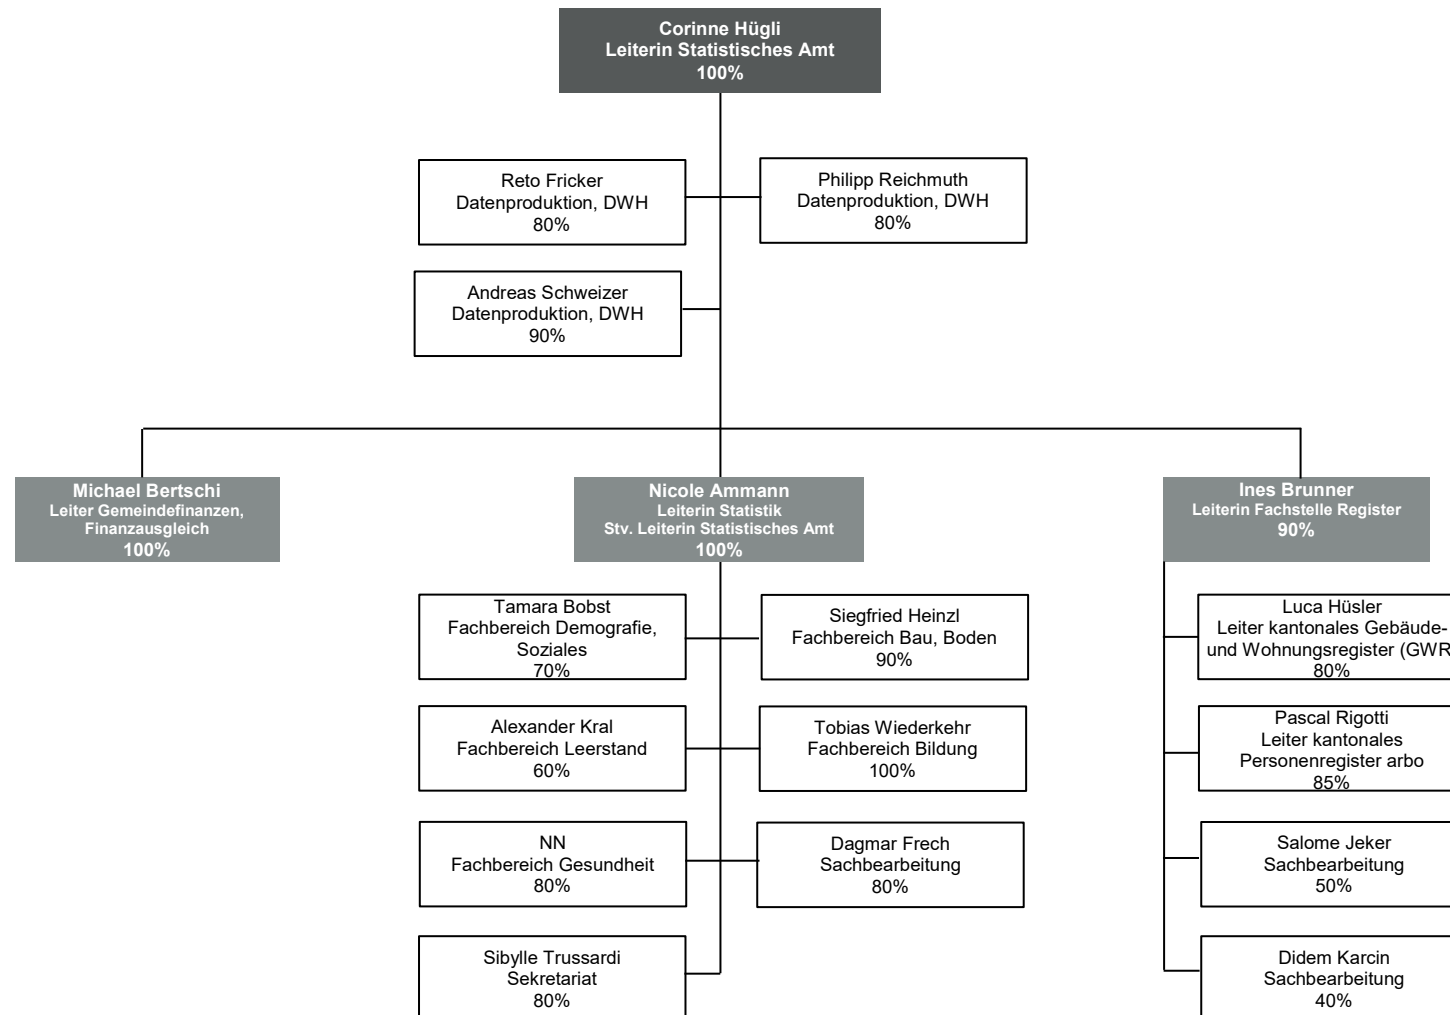 Corinne Hügli
Leiterin Statistisches Amt
100%
Reto Fricker
Datenproduktion, DWH
80%
Philipp Reichmuth
Datenproduktion, DWH
80%
Andreas Schweizer
Datenproduktion, DWH
90%
Michael Bertschi
Leiter Gemeindefinanzen,
Finanzausgleich
100%
Nicole Ammann
Leiterin Statistik
Stv. Leiterin Statistisches Amt
100%
Ines Brunner
Leiterin Fachstelle Register
90%
Tamara Bobst
Fachbereich Demografie,
Soziales
70%
Siegfried Heinzl
Fachbereich Bau, Boden
90%
Luca Hüsler
Leiter kantonales Gebäude-
und Wohnungsregister (GWR
80%
Alexander Kral
Fachbereich Leerstand
60%
Tobias Wiederkehr
Fachbereich Bildung
100%
Pascal Rigotti
Leiter kantonales
Personenregister arbo
85%
NN
Fachbereich Gesundheit
80%
Dagmar Frech
Sachbearbeitung
80%
Salome Jeker
Sachbearbeitung
50%
Sibylle Trussardi
Sekretariat
80%
Didem Karcin
Sachbearbeitung
40%